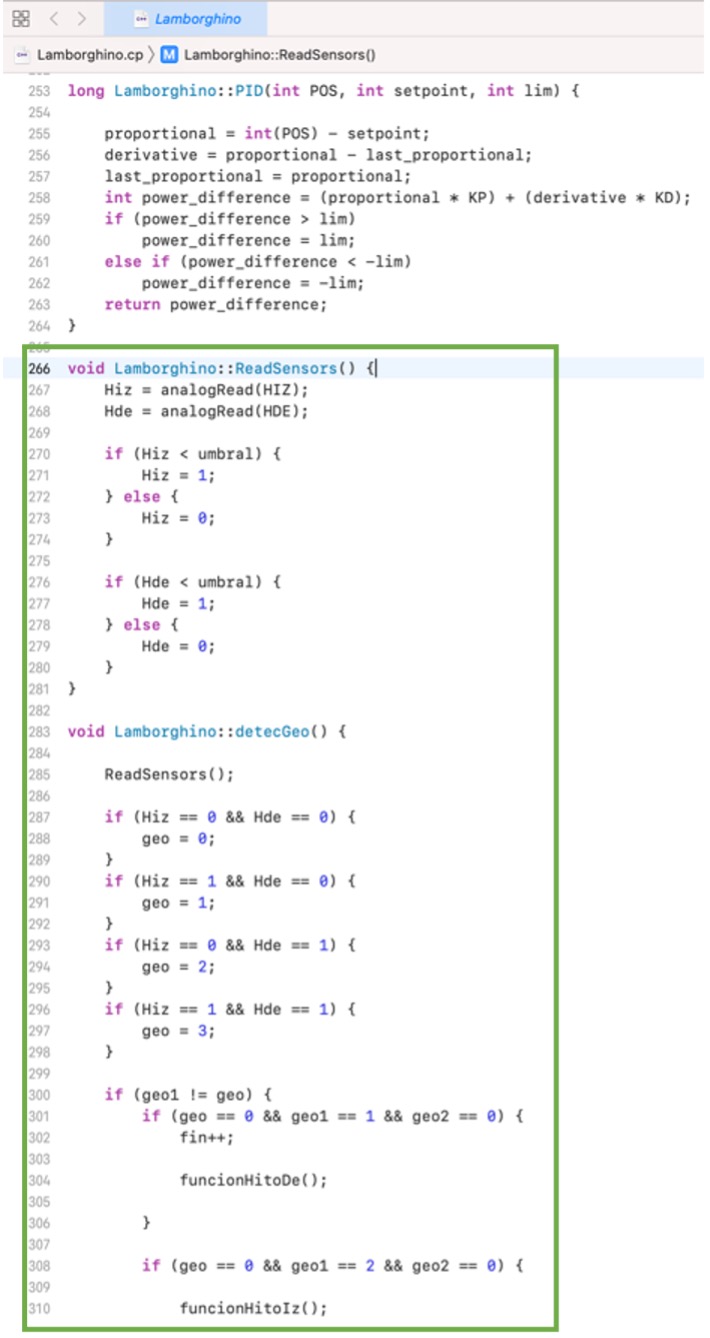 Lamborghino
Lamborghino.cp 〉 M Lamborghino::ReadSensors()
253 long Lamborghino::PID(int POS, int setpoint, int lim) {
254
255     proportional = int(POS) - setpoint;
256     derivative = proportional - last_proportional;
257     last_proportional = proportional;
258     int power_difference = (proportional * KP) + (derivative * KD);
259     if (power_difference > lim)
260         power_difference = lim;
261     else if (power_difference < -lim)
262         power_difference = -lim;
263     return power_difference;
264 }
265
266 void Lamborghino::ReadSensors() {
267     Hiz = analogRead(HIZ);
268     Hde = analogRead(HDE);
269
270     if (Hiz < umbral) {
271         Hiz = 1;
272     } else {
273         Hiz = 0;
274     }
275
276     if (Hde < umbral) {
277         Hde = 1;
278     } else {
279         Hde = 0;
280     }
281 }
282
283 void Lamborghino::detecGeo() {
284
285     ReadSensors();
286
287     if (Hiz == 0 && Hde == 0) {
288         geo = 0;
289     }
290     if (Hiz == 1 && Hde == 0) {
291         geo = 1;
292     }
293     if (Hiz == 0 && Hde == 1) {
294         geo = 2;
295     }
296     if (Hiz == 1 && Hde == 1) {
297         geo = 3;
298     }
299
300     if (geo1 != geo) {
301         if (geo == 0 && geo1 == 1 && geo2 == 0) {
302             fin++;
303
304             funcionHitoDe();
305
306         }
307
308         if (geo == 0 && geo1 == 2 && geo2 == 0) {
309
310             funcionHitoIz();